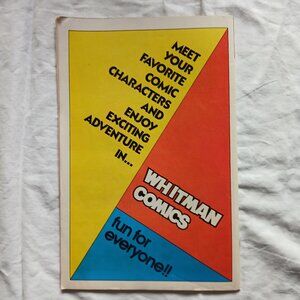 MEET
YOUR
FAVORITE
COMIC
CHARACTERS
AND
ENJOY
EXCITING
ADVENTURE
IN...
WHITMAN
COMICS
fun for
everyone!!